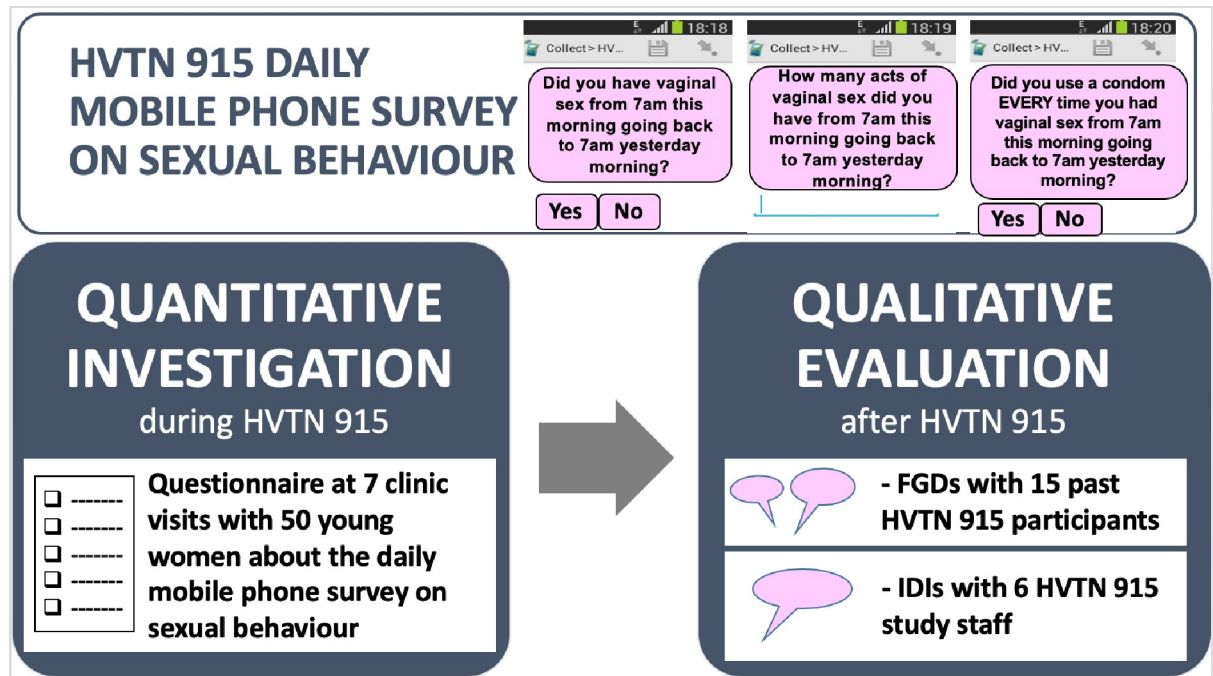 HVTN 915 DAILY
MOBILE PHONE SURVEY
ON SEXUAL BEHAVIOUR
18:18
Collect > HV...
Did you have vaginal
sex from 7am this
morning going back
to 7am yesterday
morning?
Yes No
18:19
Collect > HV...
How many acts of
vaginal sex did you
have from 7am this
morning going back
to 7am yesterday
morning?
18:20
Collect > HV...
Did you use a condom
EVERY time you had
vaginal sex from 7am
this morning going
back to 7am yesterday
morning?
Yes No
QUANTITATIVE
INVESTIGATION
during HVTN 915
Questionnaire at 7 clinic
visits with 50 young
women about the daily
mobile phone survey on
sexual behaviour
QUALITATIVE
EVALUATION
after HVTN 915
- FGDs with 15 past
HVTN 915 participants
- IDIs with 6 HVTN 915
study staff